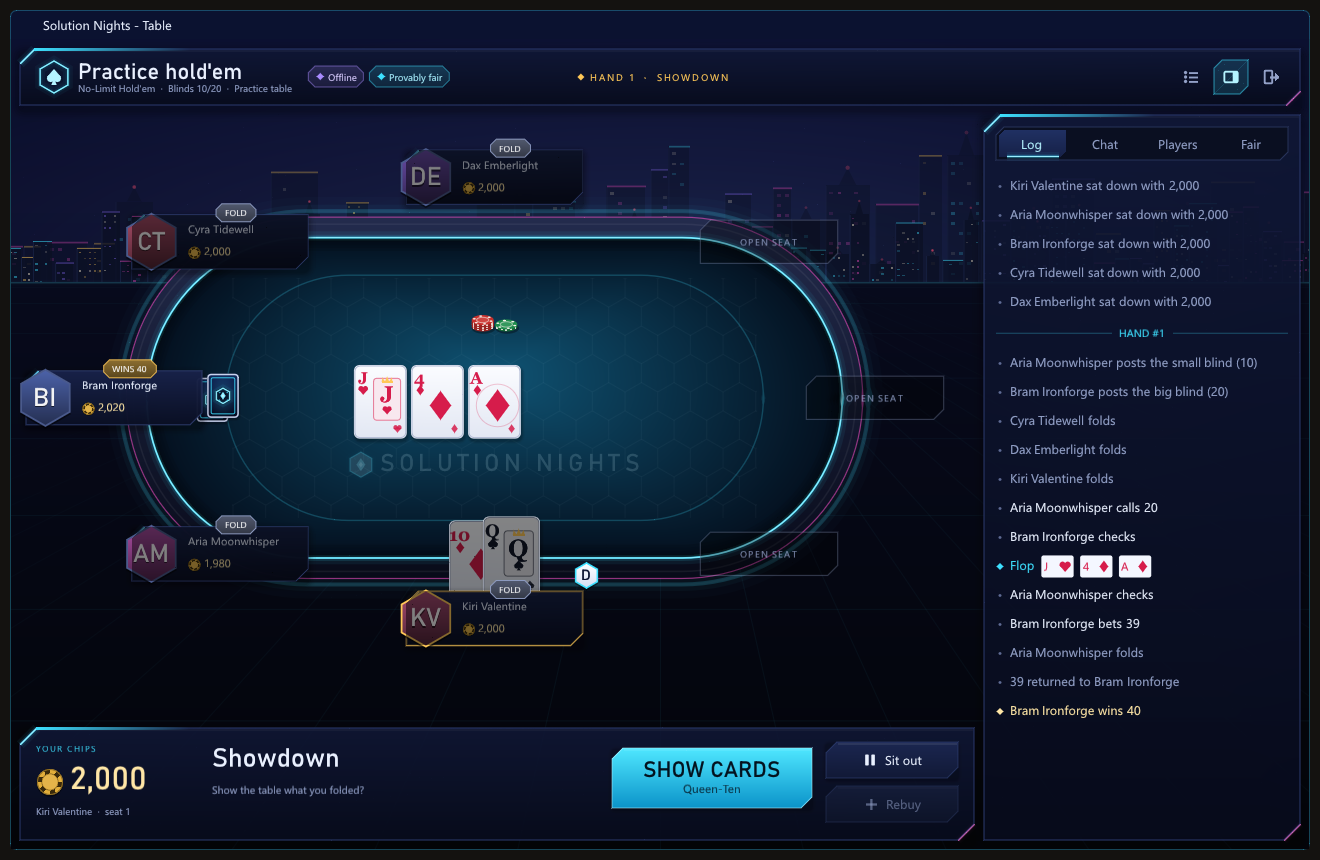 Solution Nights - Table
Practice hold'em
No-Limit Hold'em · Blinds 10/20 · Practice table
Offline
Provably fair
HAND 1 · SHOWDOWN
FOLD
DE
Dax Emberlight
2,000
FOLD
CT
Cyra Tidewell
2,000
OPEN SEAT
WINS 40
BI
Bram Ironforge
2,020
J
J
4
A
OPEN SEAT
SOLUTION NIGHTS
FOLD
AM
Aria Moonwhisper
1,980
10
Q
Q
D
OPEN SEAT
FOLD
KV
Kiri Valentine
2,000
YOUR CHIPS
2,000
Kiri Valentine · seat 1
Showdown
Show the table what you folded?
SHOW CARDS
Queen-Ten
Sit out
Rebuy
Log
Chat
Players
Fair
Kiri Valentine sat down with 2,000
Aria Moonwhisper sat down with 2,000
Bram Ironforge sat down with 2,000
Cyra Tidewell sat down with 2,000
Dax Emberlight sat down with 2,000
HAND #1
Aria Moonwhisper posts the small blind (10)
Bram Ironforge posts the big blind (20)
Cyra Tidewell folds
Dax Emberlight folds
Kiri Valentine folds
Aria Moonwhisper calls 20
Bram Ironforge checks
Flop J 4 A
Aria Moonwhisper checks
Bram Ironforge bets 39
Aria Moonwhisper folds
39 returned to Bram Ironforge
Bram Ironforge wins 40